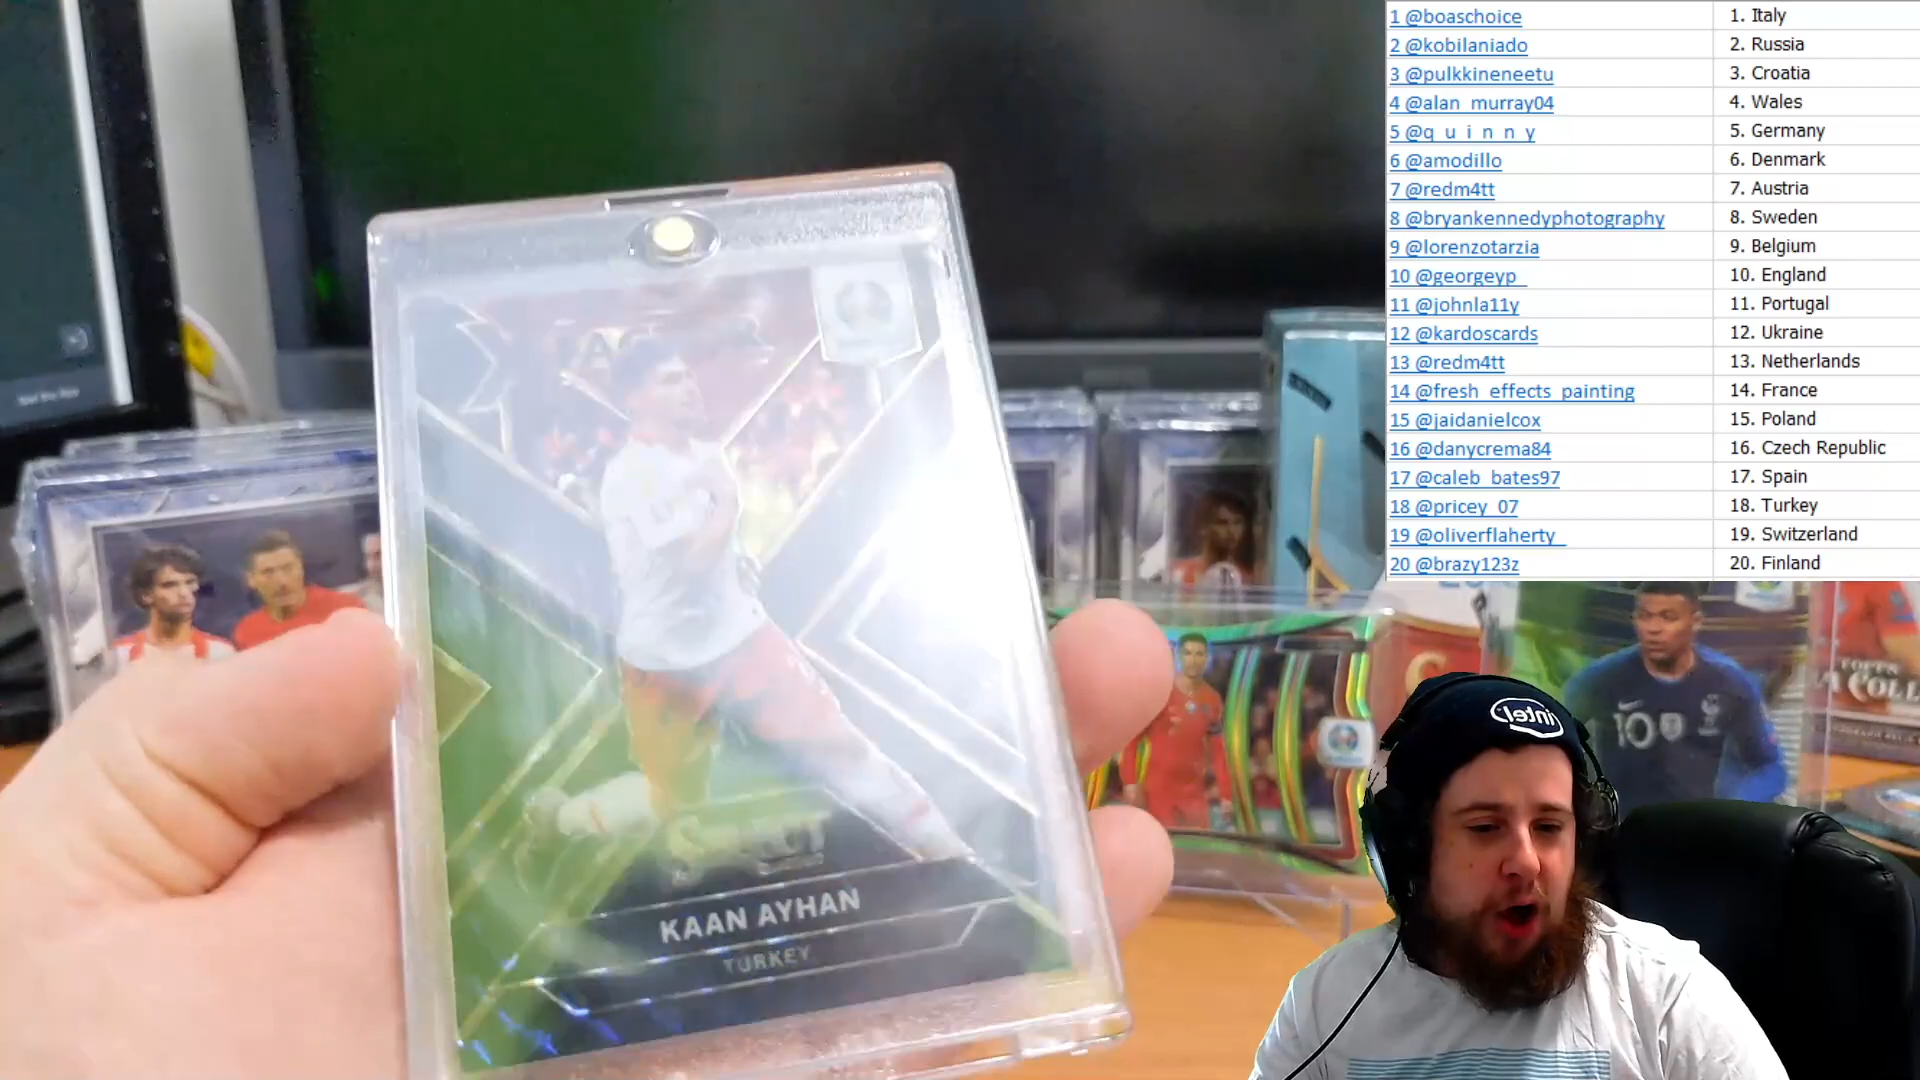 1 @boaschoice 1. Italy
2 @kobilaniado 2. Russia
3 @pulkkineneetu 3. Croatia
4 @alan_murray04 4. Wales
5 @q_u_i_n_n_y 5. Germany
6 @amodillo 6. Denmark
7 @redm4tt 7. Austria
8 @bryankennedyphotography 8. Sweden
9 @lorenzotarzia 9. Belgium
10 @georgeyp_ 10. England
11 @johnla11y 11. Portugal
12 @kardoscards 12. Ukraine
13 @redm4tt 13. Netherlands
14 @fresh_effects_painting 14. France
15 @jaidanielcox 15. Poland
16 @danycrema84 16. Czech Republic
17 @caleb_bates97 17. Spain
18 @pricey_07 18. Turkey
19 @oliverflaherty_ 19. Switzerland
20 @brazy123z 20. Finland
SELECT
KAAN AYHAN
TURKEY
intel
10
TOPPS